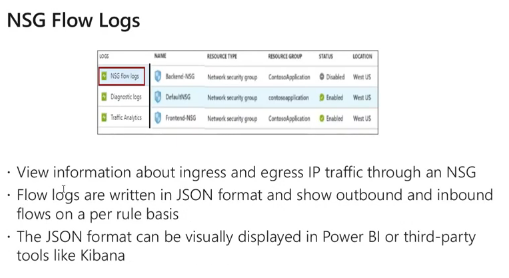 NSG Flow Logs
LOGS NAME RESOURCE TYPE RESOURCE GROUP STATUS LOCATION
NSG flow logs Backend-NSG Network security group ContosoApplication Disabled West US
Diagnostic logs DefaultNSG Network security group contosoapplication Enabled West US
Traffic Analytics Frontend-NSG Network security group ContosoApplication Enabled West US
· View information about ingress and egress IP traffic through an NSG
· Flow logs are written in JSON format and show outbound and inbound
flows on a per rule basis
· The JSON format can be visually displayed in Power BI or third-party
tools like Kibana